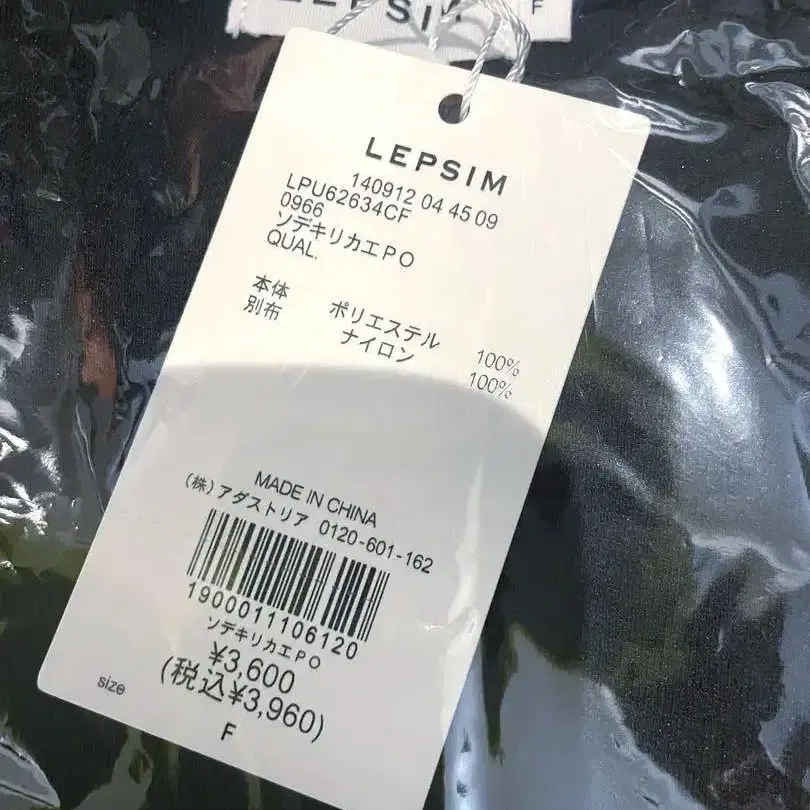 LEPSIM
F
LEPSIM
140912 04 45 09
LPU62634CF
0966
ソデキリカエPO
QUAL.
本体 ポリエステル 100%
別布 ナイロン 100%
MADE IN CHINA
(株)アダストリア 0120-601-162
1900011106120
ソデキリカエPO
¥3,600
(税込¥3,960)
size
F